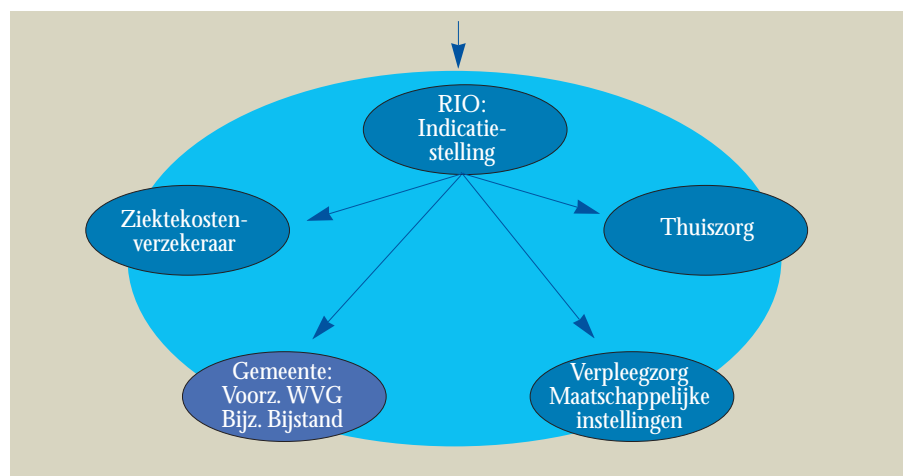 RIO:
Indicatie-
stelling
Ziektekosten-
verzekeraar
Thuiszorg
Gemeente:
Voorz. WVG
Bijz. Bijstand
Verpleegzorg
Maatschappelijke
instellingen